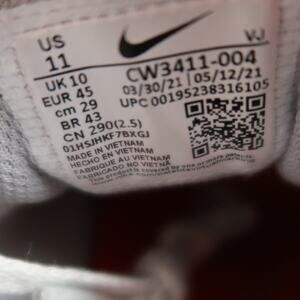 US
11
VJ
UK 10
EUR 45
cm 29
BR 43
CN 290(2.5)
01HSJHKF7BXGJ
CW3411-004
03/30/21 | 05/12/21
UPC 00195238316105
MADE IN VIETNAM
HECHO EN VIETNAM
FABRIQUE AU VIETNAM
FABRICADO NO VIETNÃ